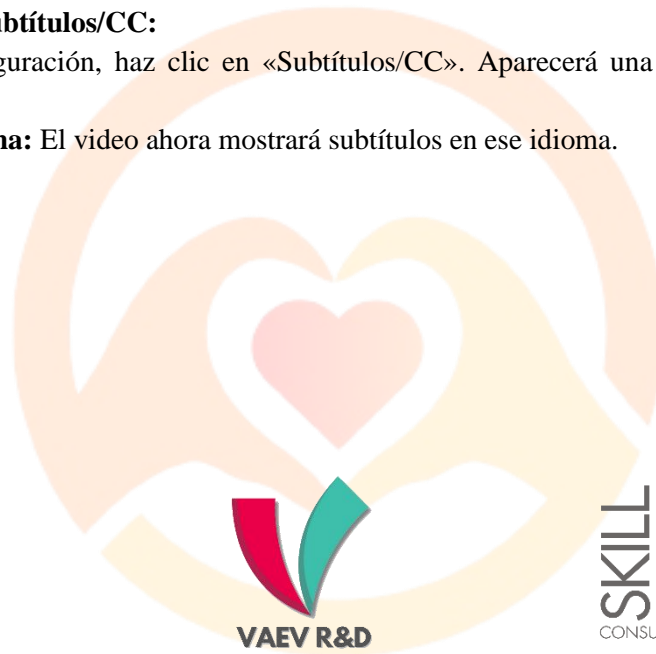 btítulos/CC:
guración, haz clic en «Subtítulos/CC». Aparecerá una
na: El video ahora mostrará subtítulos en ese idioma.
VAEV R&D
SKILL
CONSU